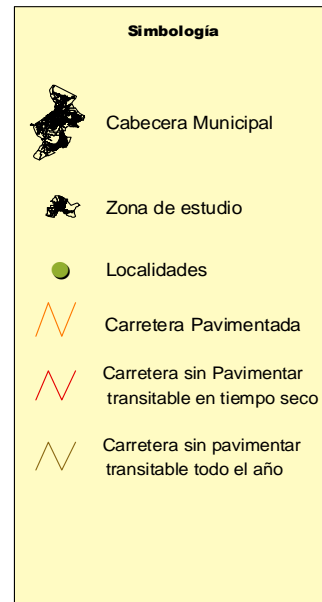 Simbología
Cabecera Municipal
Zona de estudio
Localidades
Carretera Pavimentada
Carretera sin Pavimentar
transitable en tiempo seco
Carretera sin pavimentar
transitable todo el año